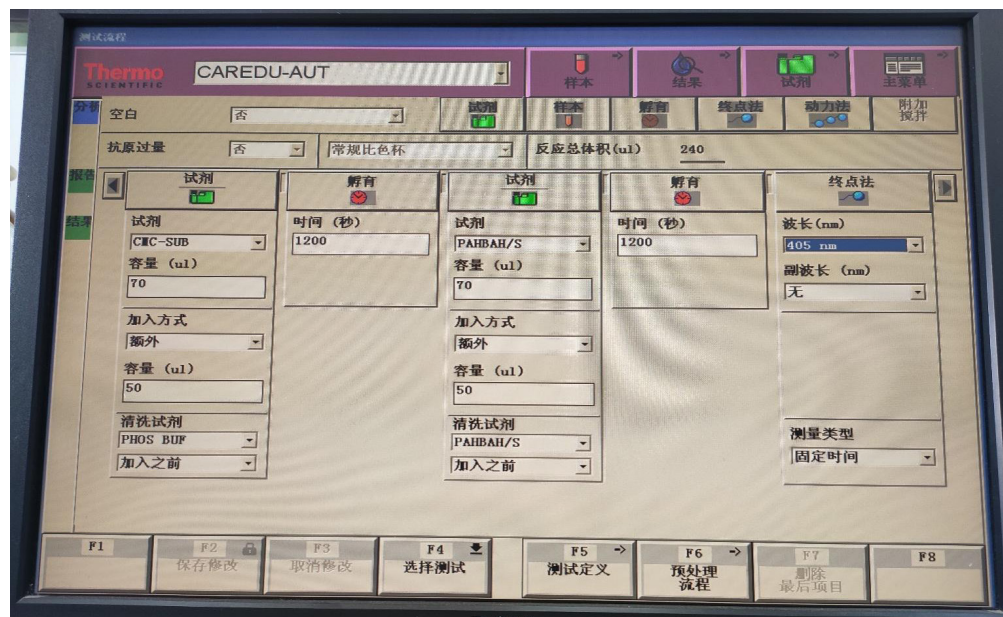 测试流程
Thermo
SCIENTIFIC
CAREDU-AUT
样本
结果
试剂
主菜单
分析
空白
否
试剂
样本
孵育
终点法
动力法
附加
搅拌
抗原过量
否
常规比色杯
反应总体积(ul)
240
报告
结果
试剂
孵育
试剂
孵育
终点法
试剂
CMC-SUB
容量 (ul)
70
加入方式
额外
容量 (ul)
50
清洗试剂
PHOS BUF
加入之前
时间 (秒)
1200
试剂
PAHBAH/S
容量 (ul)
70
加入方式
额外
容量 (ul)
50
清洗试剂
PAHBAH/S
加入之前
时间 (秒)
1200
波长(nm)
405 nm
副波长 (nm)
无
测量类型
固定时间
F1
F2
保存修改
F3
取消修改
F4
选择测试
F5
测试定义
F6
预处理
流程
F7
删除
最后项目
F8